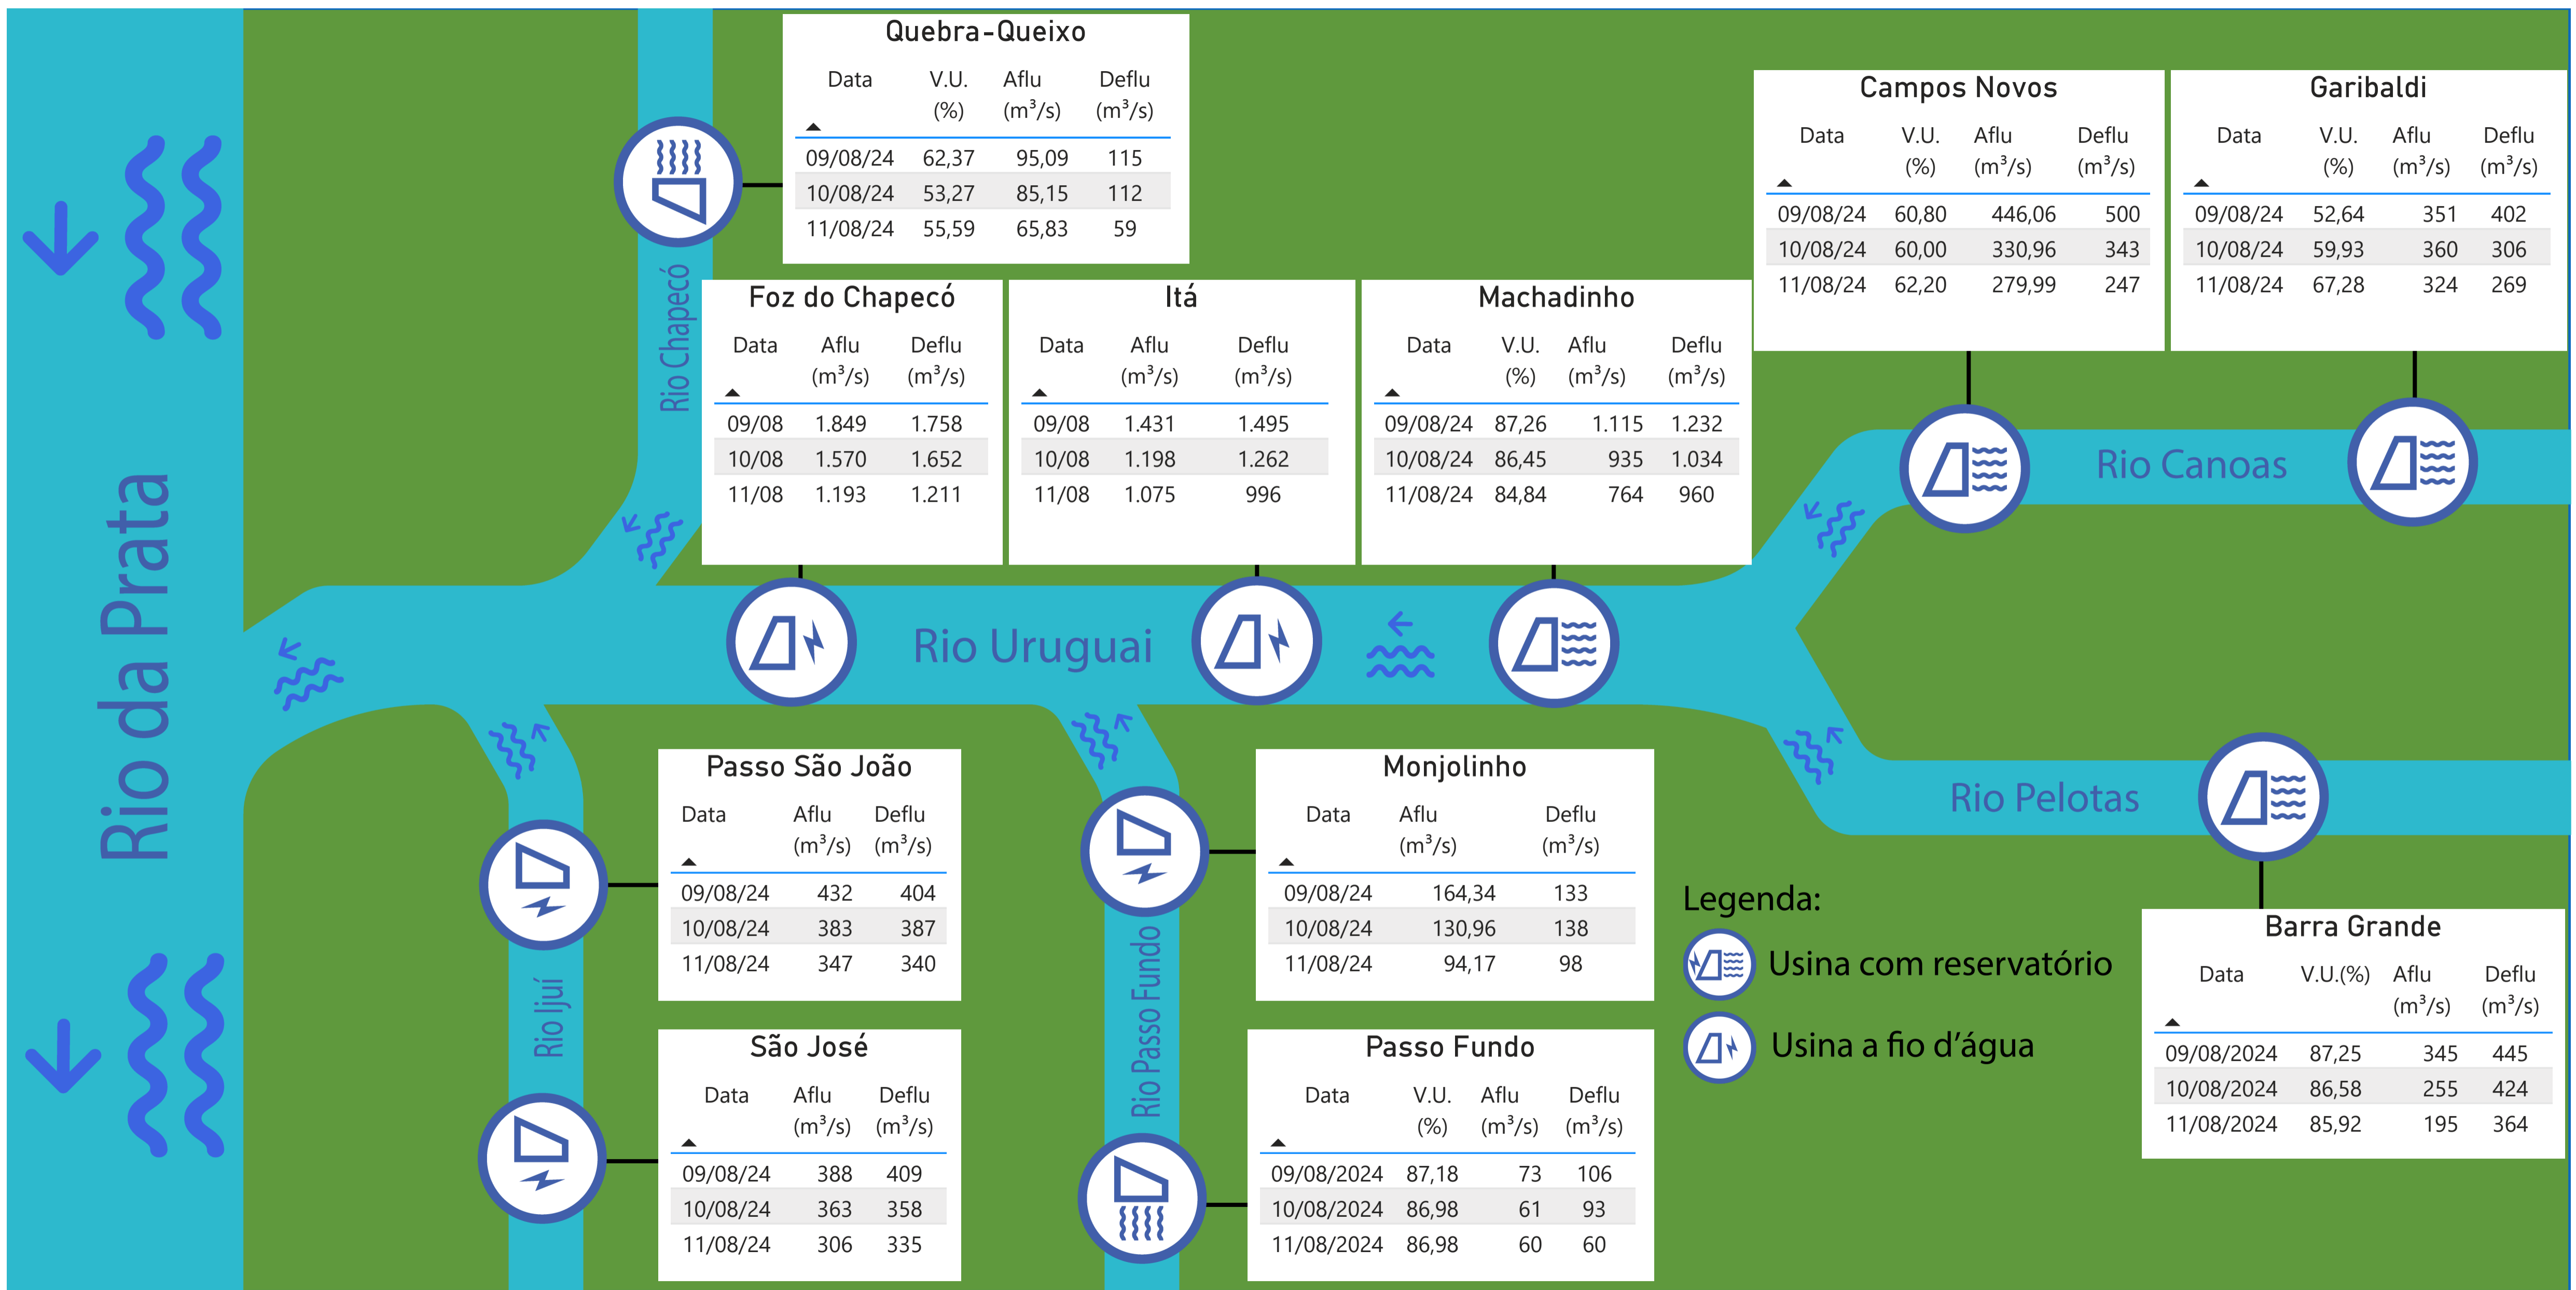 Quebra-Queixo
Data V.U. (%) Aflu (m³/s) Deflu (m³/s)
09/08/24 62,37 95,09 115
10/08/24 53,27 85,15 112
11/08/24 55,59 65,83 59
Campos Novos
Data V.U. (%) Aflu (m³/s) Deflu (m³/s)
09/08/24 60,80 446,06 500
10/08/24 60,00 330,96 343
11/08/24 62,20 279,99 247
Garibaldi
Data V.U. (%) Aflu (m³/s) Deflu (m³/s)
09/08/24 52,64 351 402
10/08/24 59,93 360 306
11/08/24 67,28 324 269
Rio Chapecó
Foz do Chapecó
Data Aflu (m³/s) Deflu (m³/s)
09/08 1.849 1.758
10/08 1.570 1.652
11/08 1.193 1.211
Itá
Data Aflu (m³/s) Deflu (m³/s)
09/08 1.431 1.495
10/08 1.198 1.262
11/08 1.075 996
Machadinho
Data V.U. (%) Aflu (m³/s) Deflu (m³/s)
09/08/24 87,26 1.115 1.232
10/08/24 86,45 935 1.034
11/08/24 84,84 764 960
Rio Canoas
Rio da Prata
Rio Uruguai
Rio Pelotas
Passo São João
Data Aflu (m³/s) Deflu (m³/s)
09/08/24 432 404
10/08/24 383 387
11/08/24 347 340
Monjolinho
Data Aflu (m³/s) Deflu (m³/s)
09/08/24 164,34 133
10/08/24 130,96 138
11/08/24 94,17 98
Rio Ijuí
Rio Passo Fundo
Legenda:
Usina com reservatório
Usina a fio d’água
Barra Grande
Data V.U.(%) Aflu (m³/s) Deflu (m³/s)
09/08/2024 87,25 345 445
10/08/2024 86,58 255 424
11/08/2024 85,92 195 364
São José
Data Aflu (m³/s) Deflu (m³/s)
09/08/24 388 409
10/08/24 363 358
11/08/24 306 335
Passo Fundo
Data V.U. (%) Aflu (m³/s) Deflu (m³/s)
09/08/2024 87,18 73 106
10/08/2024 86,98 61 93
11/08/2024 86,98 60 60